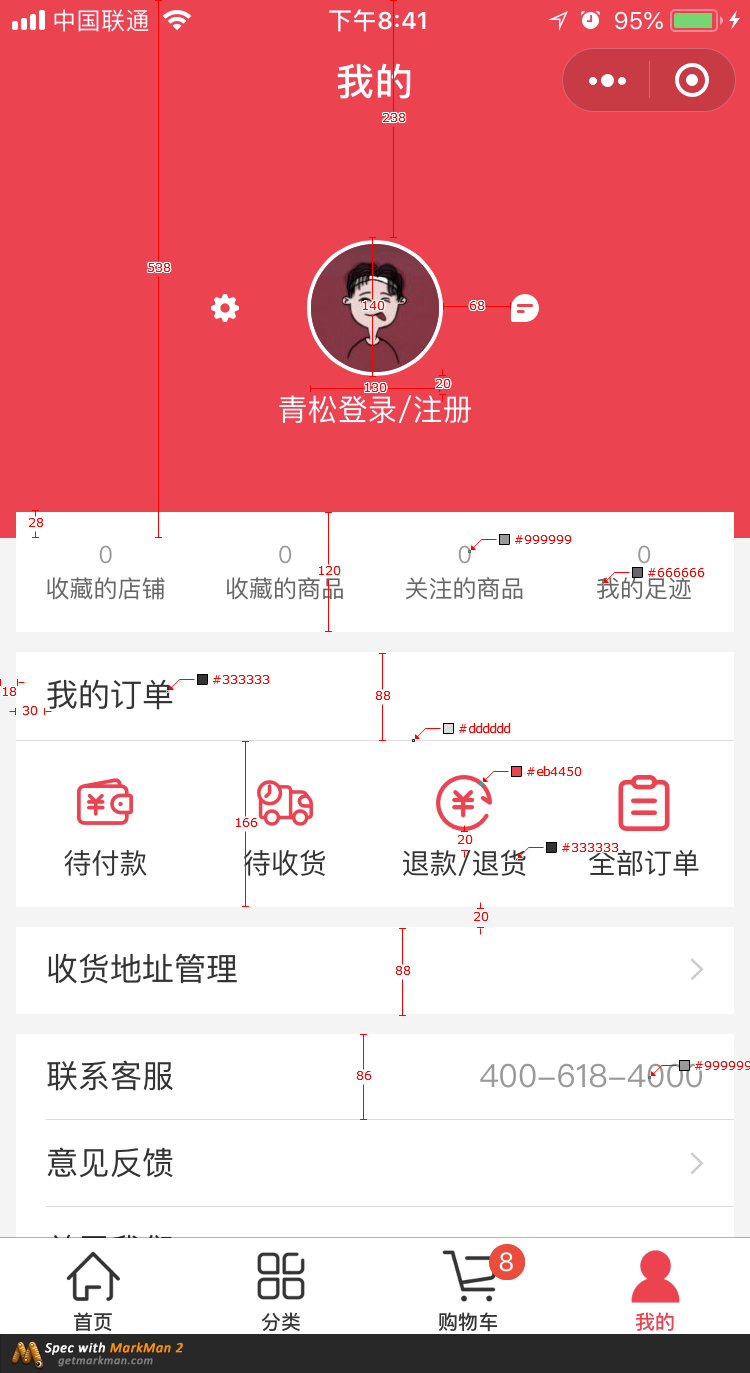 中国联通 下午8:41 95%
我的
238
538
140
68
130
20
青松登录/注册
28
0 0 0 0
#999999
120
#666666
收藏的店铺 收藏的商品 关注的商品 我的足迹
#333333
18
我的订单
88
30
#dddddd
#eb4450
166
20
#333333
待付款 待收货 退款/退货 全部订单
20
收货地址管理
88
#999999
联系客服
86
400-618-4000
意见反馈
8
首页 分类 购物车 我的
Spec with MarkMan 2
getmarkman.com